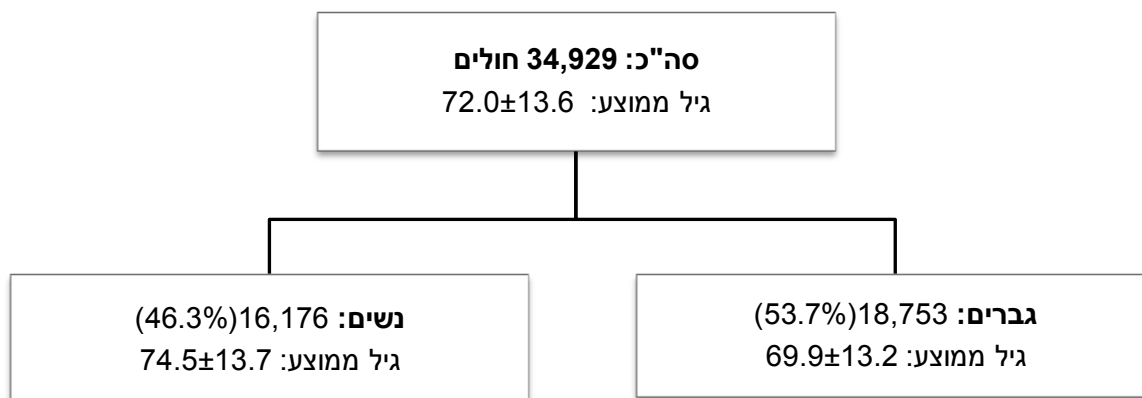 סה"כ: 34,929 חולים
גיל ממוצע: 72.0±13.6
גברים: 18,753(53.7%)
גיל ממוצע: 69.9±13.2
נשים: 16,176(46.3%)
גיל ממוצע: 74.5±13.7